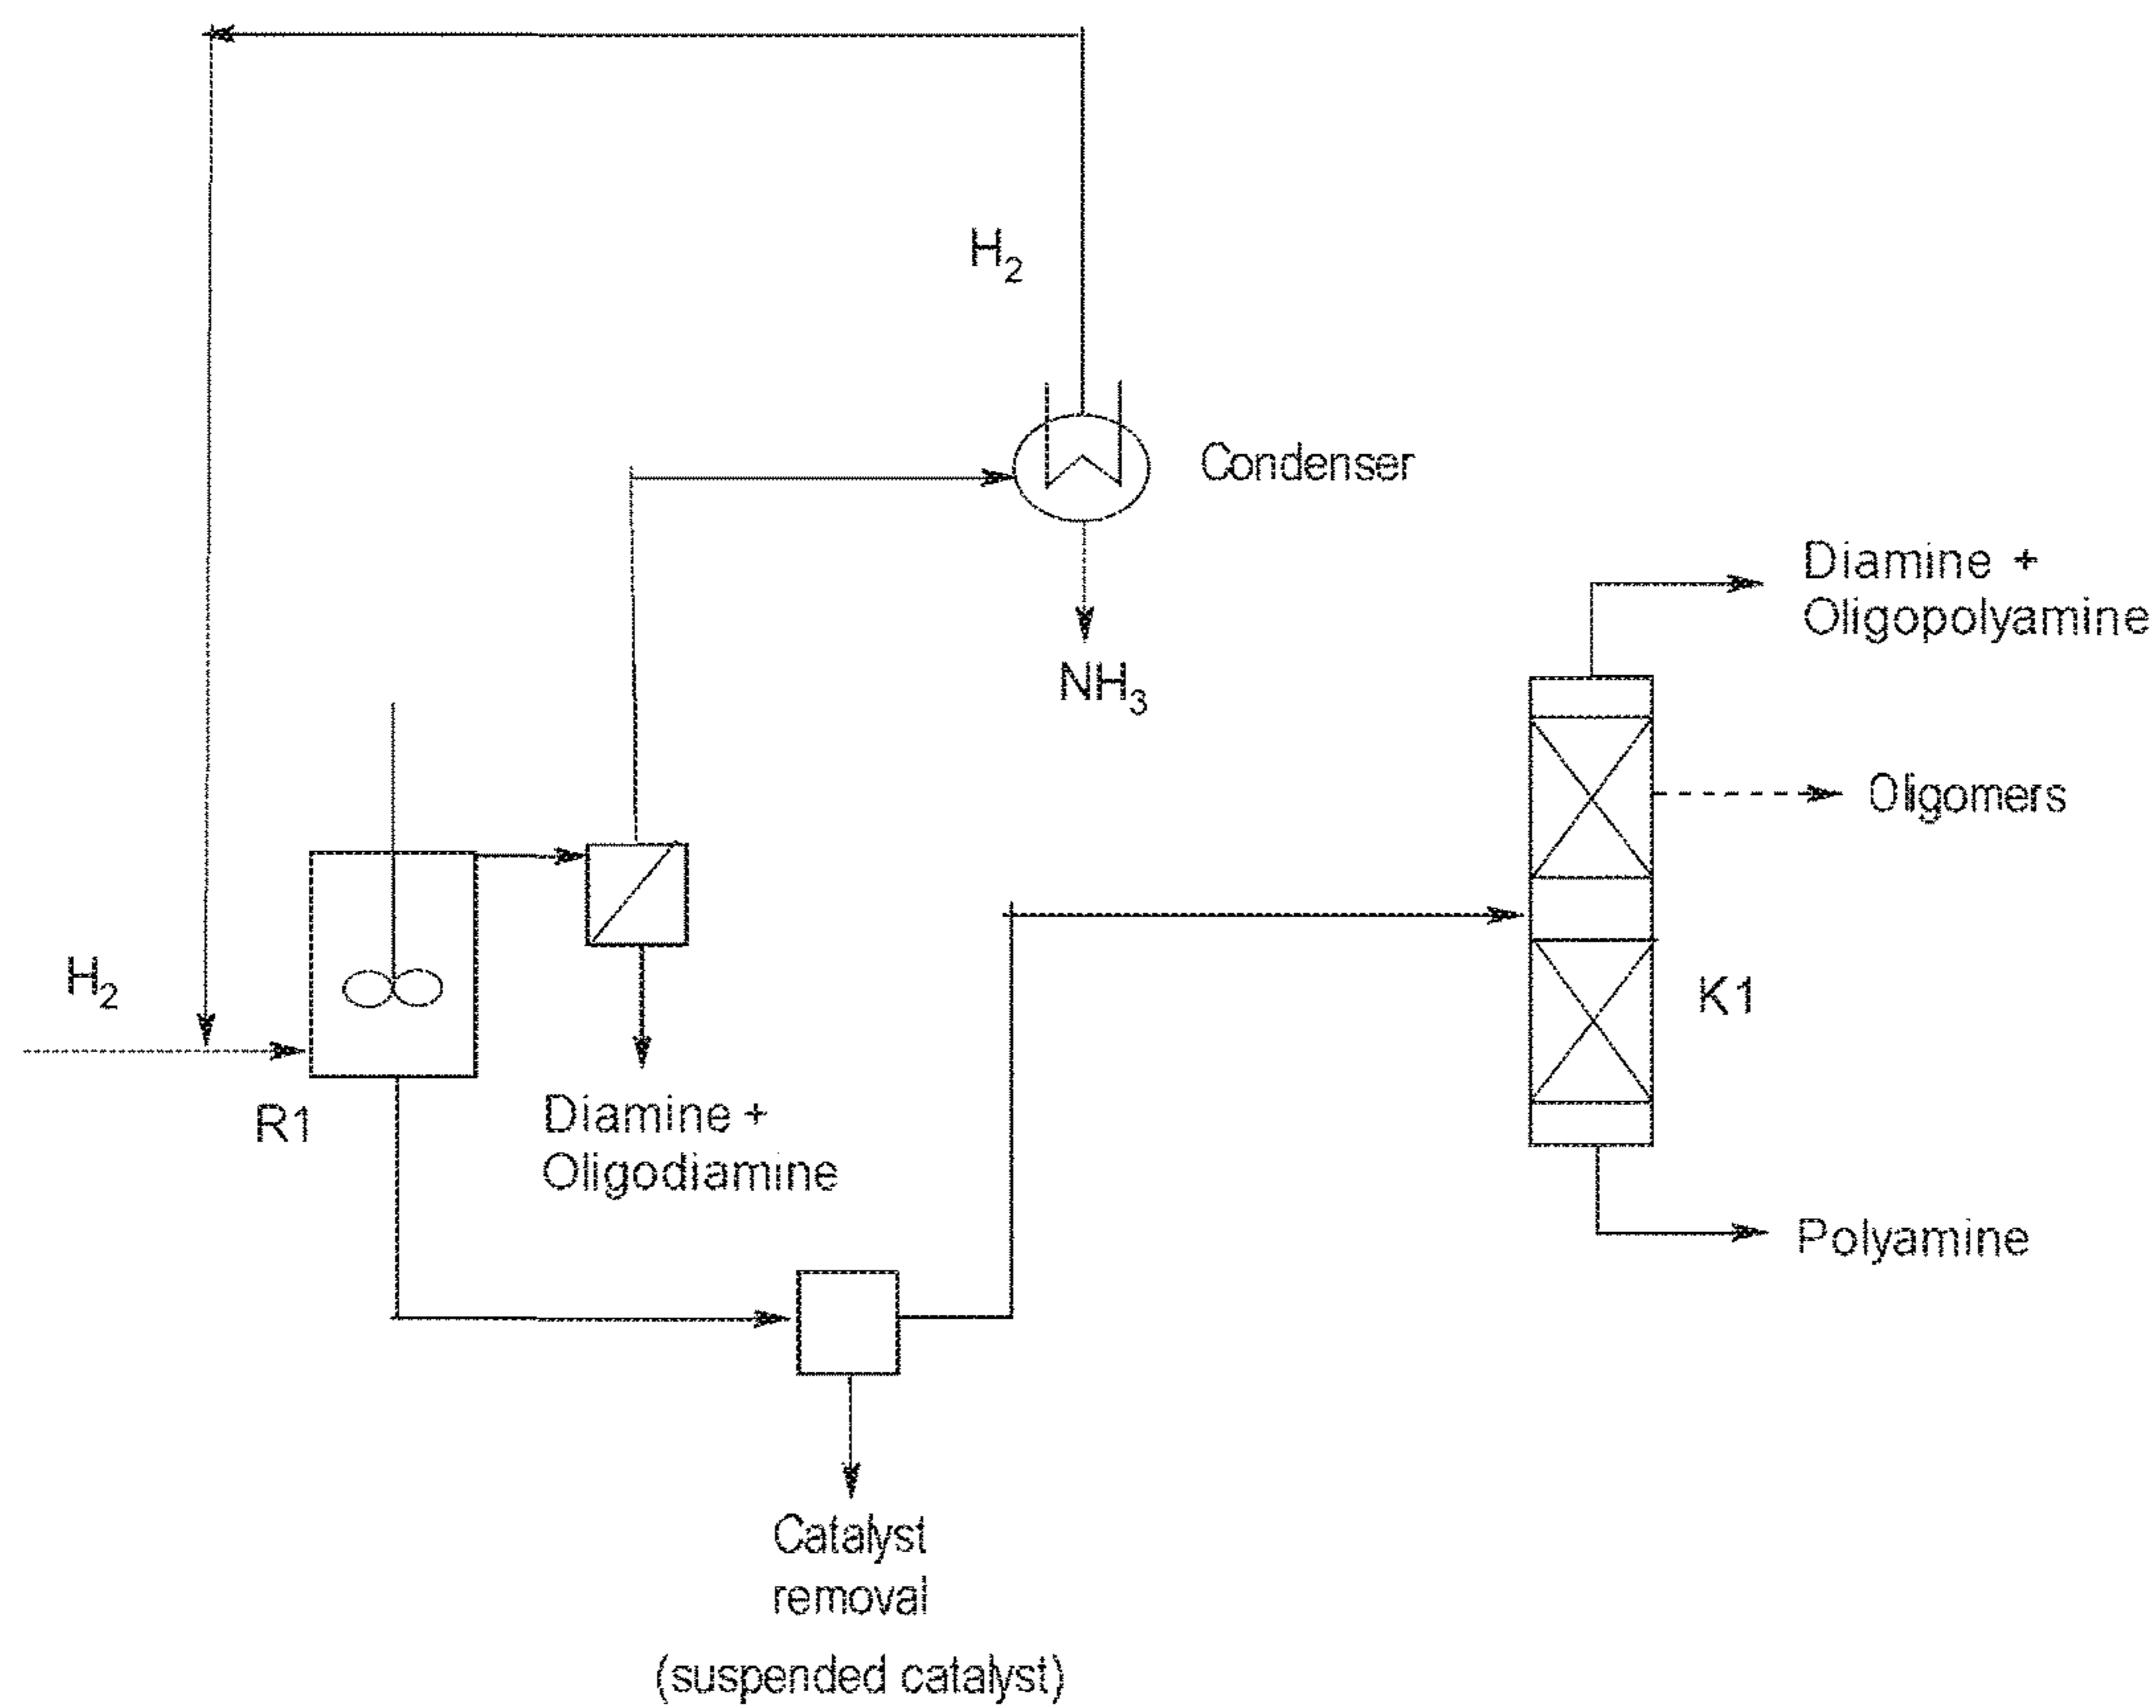 H₂
Condenser
Diamine +
Oligopolyamine
NH₃
Oligomers
H₂
K1
R1
Diamine +
Oligodiamine
Polyamine
Catalyst
removal
(suspended catalyst)